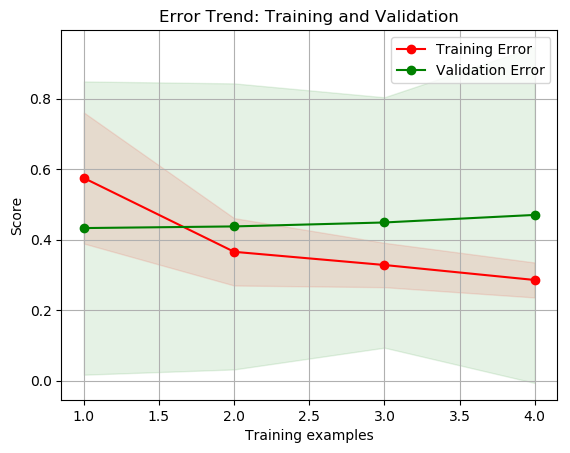 Error Trend: Training and Validation
Training Error
Validation Error
Score
0.8
0.6
0.4
0.2
0.0
1.0 1.5 2.0 2.5 3.0 3.5 4.0
Training examples